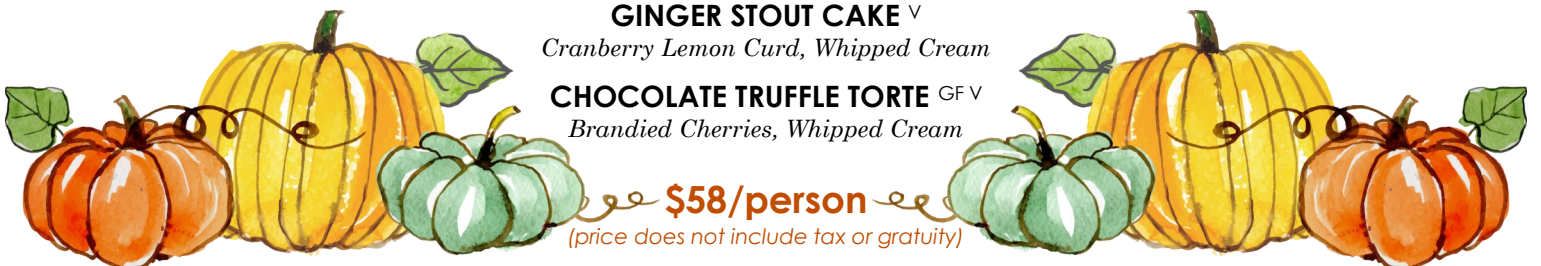 GINGER STOUT CAKE V
Cranberry Lemon Curd, Whipped Cream
CHOCOLATE TRUFFLE TORTE GF V
Brandied Cherries, Whipped Cream
$58/person
(price does not include tax or gratuity)